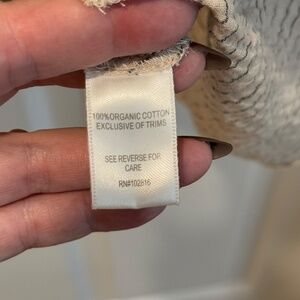 100%ORGANIC COTTON
EXCLUSIVE OF TRIMS
SEE REVERSE FOR
CARE
RN#102816